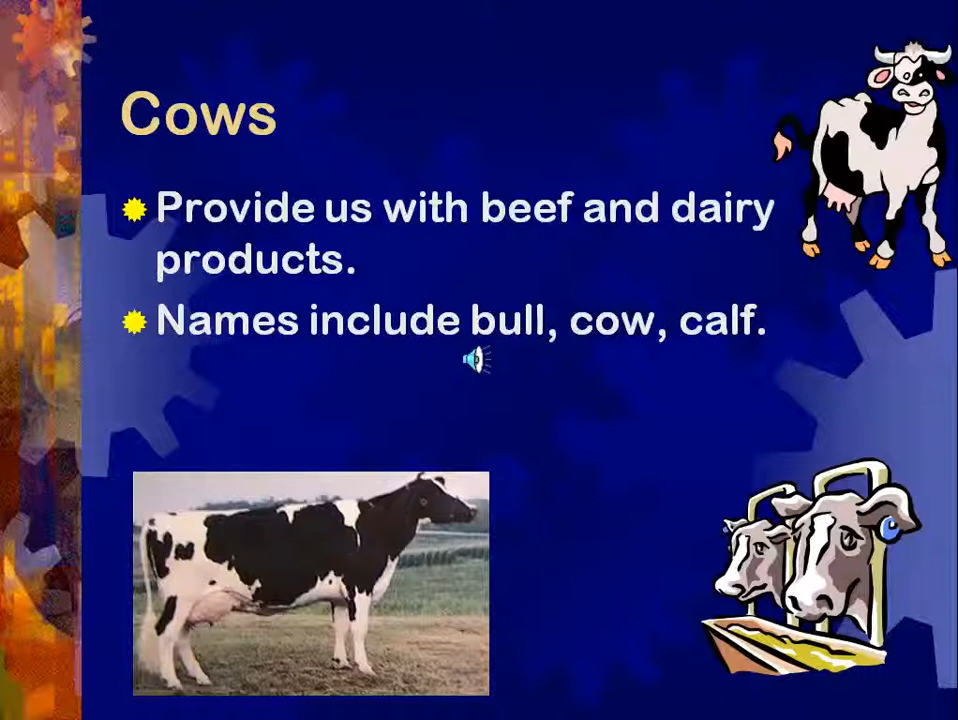 Cows
Provide us with beef and dairy
products.
Names include bull, cow, calf.